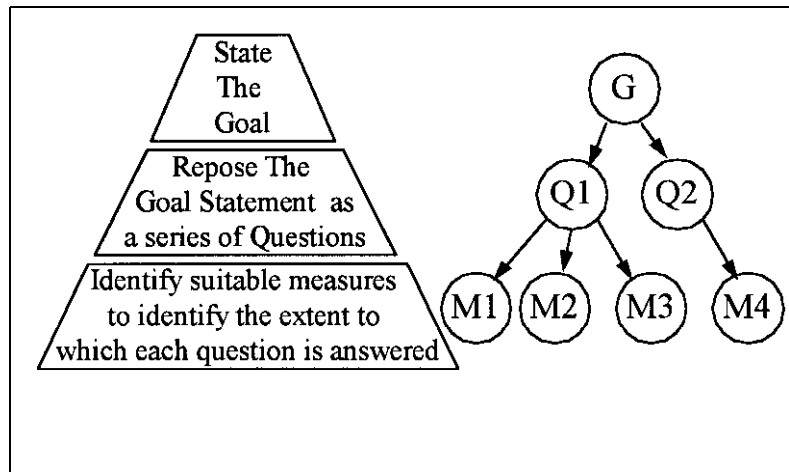 State
The
Goal
Repose The
Goal Statement as
a series of Questions
Identify suitable measures
to identify the extent to
which each question is answered
G
Q1 Q2
M1 M2 M3 M4